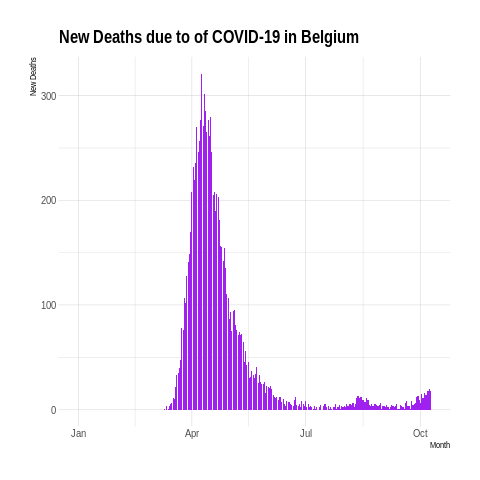 New Deaths due to of COVID-19 in Belgium
New Deaths
300
200
100
0
Jan Apr Jul Oct
Month